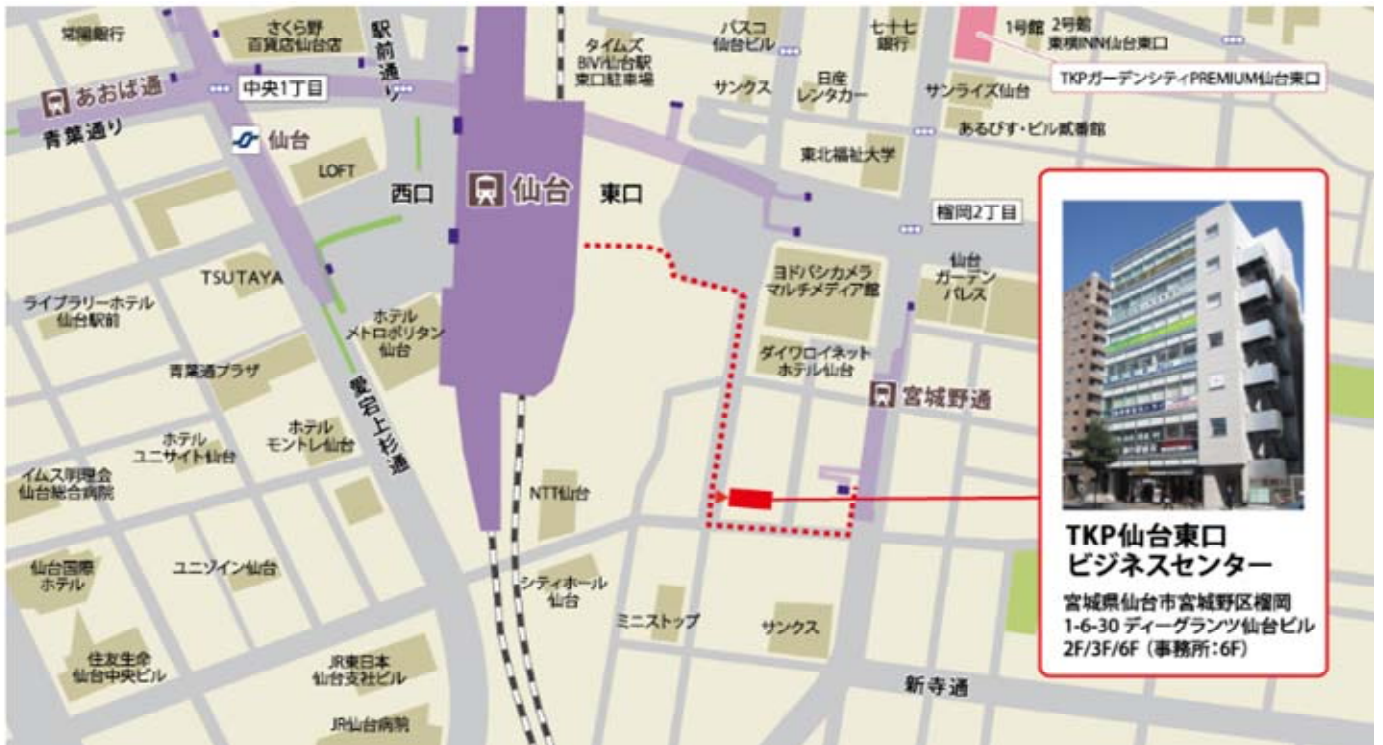 常陽銀行
さくら野
百貨店仙台店
駅前通り
タイムズ
BiVi仙台駅
東口駐車場
パスコ
仙台ビル
七十七
銀行
1号館
2号館
東横INN仙台東口
TKPガーデンシティPREMIUM仙台東口
あおば通
中央1丁目
サンクス
日産
レンタカー
サンライズ仙台
青葉通り
仙台
あるびす・ビル貳番館
LOFT
東北福祉大学
西口
仙台
東口
榴岡2丁目
TSUTAYA
ヨドバシカメラ
マルチメディア館
仙台
ガーデン
パレス
ライブラリーホテル
仙台駅前
ホテル
メトロポリタン
仙台
ダイワロイネット
ホテル仙台
青葉通プラザ
愛宕上杉通
宮城野通
ホテル
モントレ仙台
ホテル
ユニサイト仙台
イムス明理会
仙台総合病院
NTT仙台
TKP仙台東口
ビジネスセンター
宮城県仙台市宮城野区榴岡
1-6-30 ディーグランツ仙台ビル
2F/3F/6F (事務所:6F)
仙台国際
ホテル
ユニゾイン仙台
シティホール
仙台
ミニストップ
サンクス
住友生命
仙台中央ビル
JR東日本
仙台支社ビル
新寺通
JR仙台病院